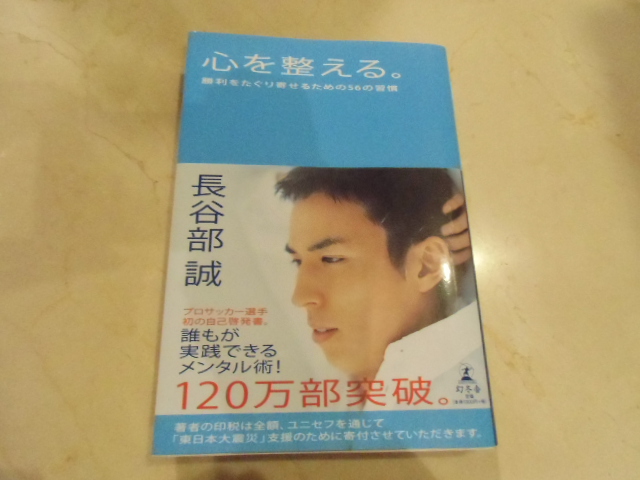 心を整える。
勝利をたぐり寄せるための56の習慣
長谷部誠
プロサッカー選手
初の自己啓発書。
誰もが
実践できる
メンタル術!
120万部突破。
幻冬舎
著者の印税は全額、ユニセフを通じて
「東日本大震災」支援のために寄付させていただきます。